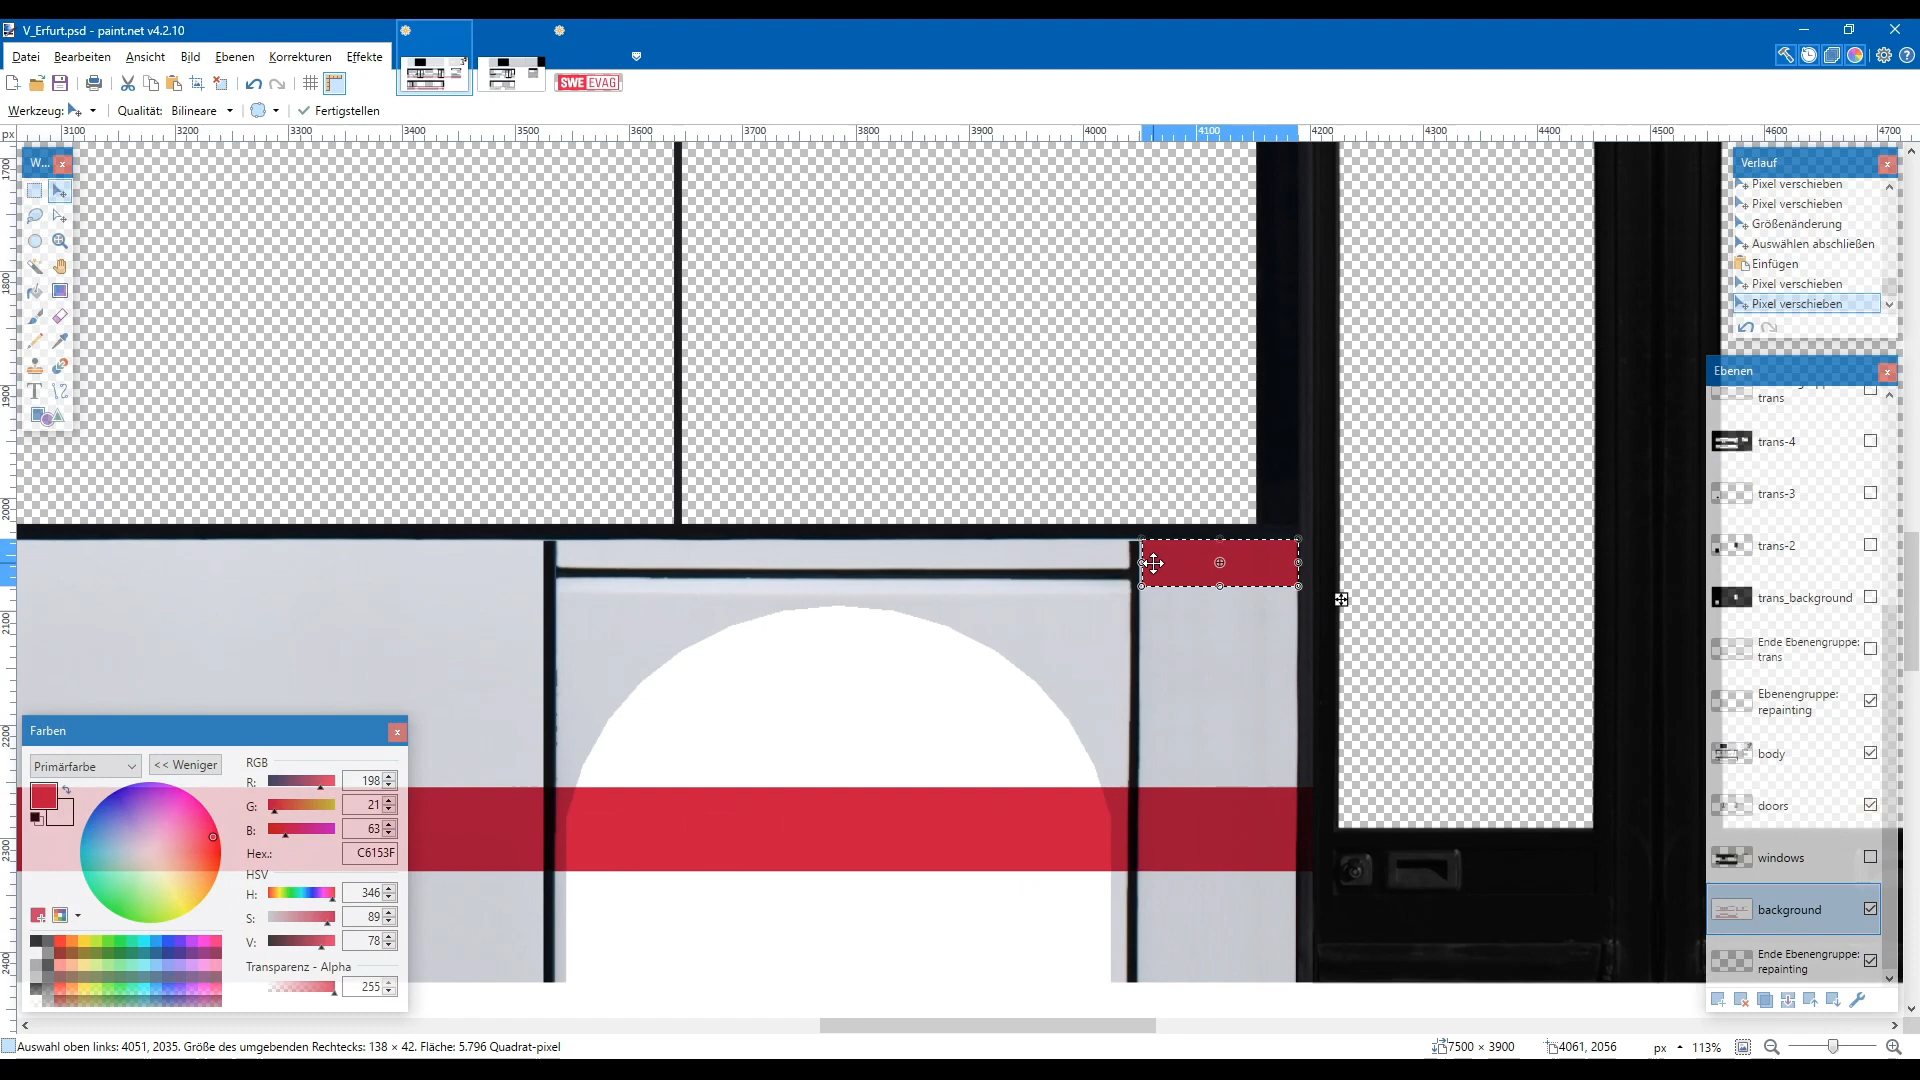 V_Erfurt.psd - paint.net v4.2.10
Datei Bearbeiten Ansicht Bild Ebenen Korrekturen Effekte
SWE EVAG
Werkzeug: Qualität: Bilineare Fertigstellen
px 3100 3200 3300 3400 3500 3600 3700 3800 3900 4000 4100 4200 4300 4400 4500 4600 4700
1700
1800
1900
2000
2100
2200
2300
2400
W...
Verlauf
Pixel verschieben
Pixel verschieben
Größenänderung
Auswählen abschließen
Einfügen
Pixel verschieben
Pixel verschieben
Ebenen
trans
trans-4
trans-3
trans-2
trans_background
Ende Ebenengruppe:
trans
Ebenengruppe:
repainting
body
doors
windows
background
Ende Ebenengruppe:
repainting
Farben
Primärfarbe << Weniger
RGB
R: 198
G: 21
B: 63
Hex.: C6153F
HSV
H: 346
S: 89
V: 78
Transparenz - Alpha
255
Auswahl oben links: 4051, 2035. Größe des umgebenden Rechtecks: 138 × 42. Fläche: 5.796 Quadrat-pixel
7500 × 3900 4061, 2056 px 113%